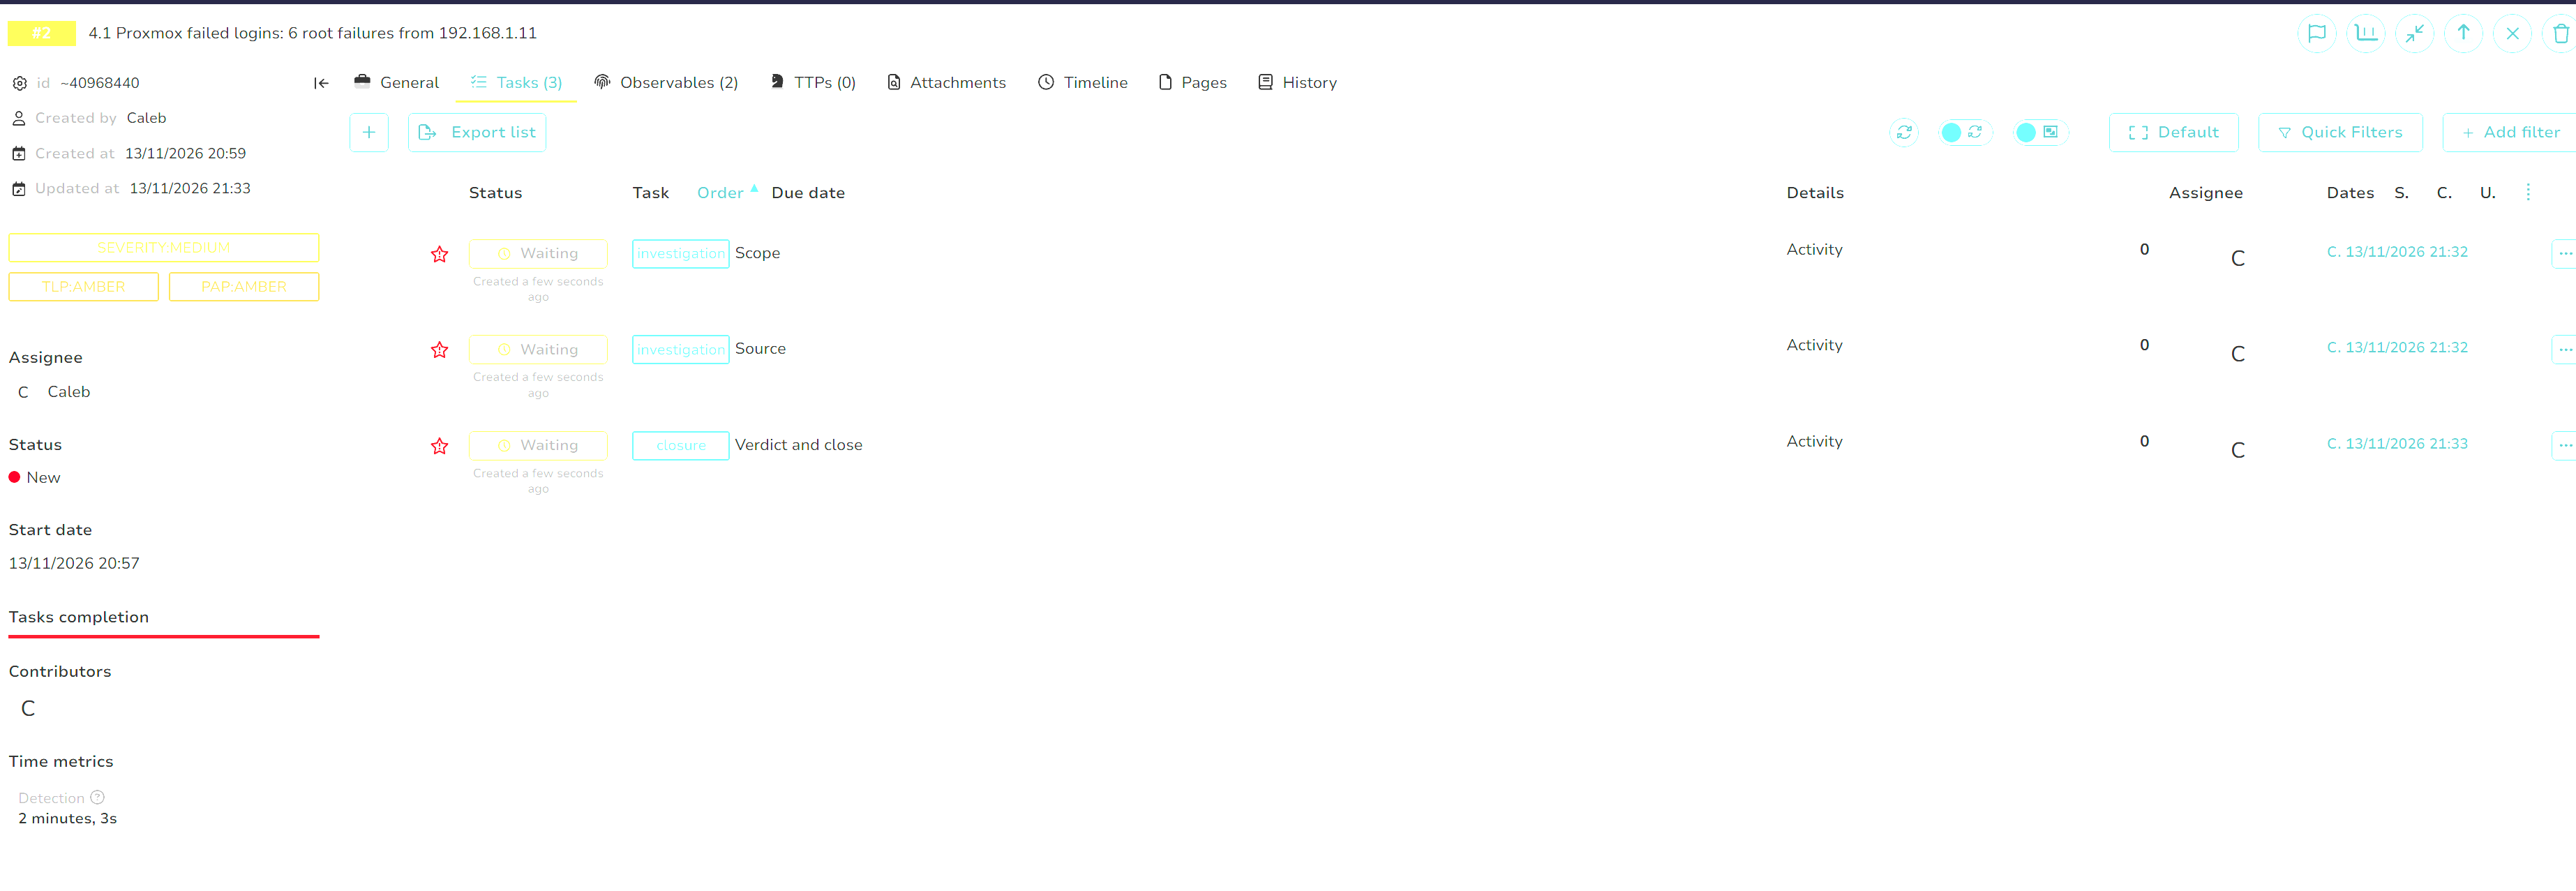 #2 4.1 Proxmox failed logins: 6 root failures from 192.168.1.11
id ~40968440
Created by Caleb
Created at 13/11/2026 20:59
Updated at 13/11/2026 21:33
SEVERITY:MEDIUM
TLP:AMBER PAP:AMBER
Assignee
C Caleb
Status
New
Start date
13/11/2026 20:57
Tasks completion
Contributors
C
Time metrics
Detection ?
2 minutes, 3s
General Tasks (3) Observables (2) TTPs (0) Attachments Timeline Pages History
+ Export list Default Quick Filters + Add filter
Status Task Order Due date Details Assignee Dates S. C. U.
Waiting investigation Scope Activity 0 C C. 13/11/2026 21:32
Created a few seconds
ago
Waiting investigation Source Activity 0 C C. 13/11/2026 21:32
Created a few seconds
ago
Waiting closure Verdict and close Activity 0 C C. 13/11/2026 21:33
Created a few seconds
ago